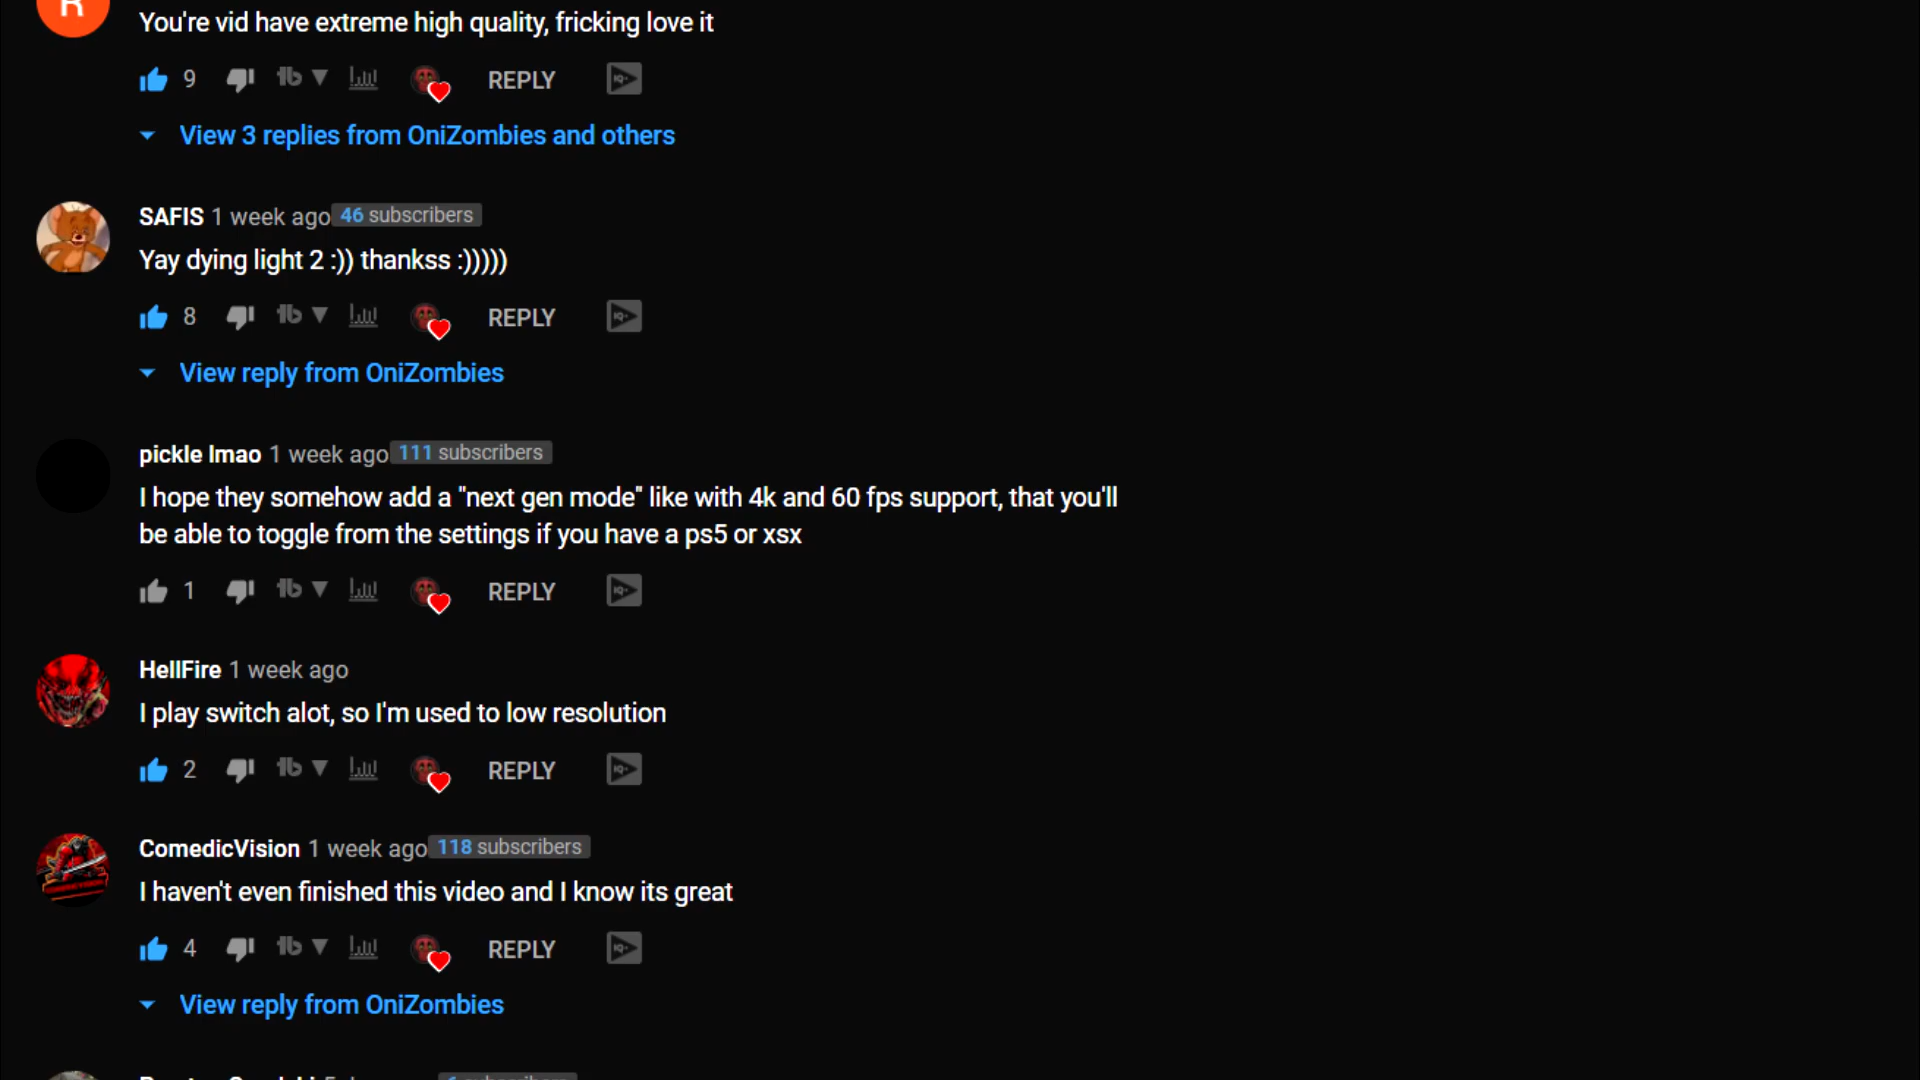 R
You're vid have extreme high quality, fricking love it
9 REPLY
View 3 replies from OniZombies and others
SAFIS 1 week ago 46 subscribers
Yay dying light 2 :)) thankss :)))))
8 REPLY
View reply from OniZombies
pickle lmao 1 week ago 111 subscribers
I hope they somehow add a "next gen mode" like with 4k and 60 fps support, that you'll
be able to toggle from the settings if you have a ps5 or xsx
1 REPLY
HellFire 1 week ago
I play switch alot, so I'm used to low resolution
2 REPLY
ComedicVision 1 week ago 118 subscribers
I haven't even finished this video and I know its great
4 REPLY
View reply from OniZombies